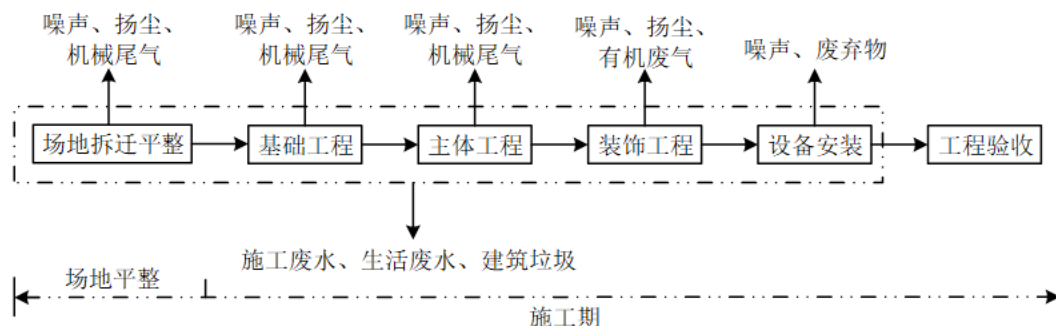 噪声、扬尘、
机械尾气
噪声、扬尘、
机械尾气
噪声、扬尘、
机械尾气
噪声、扬尘、
有机废气
噪声、废弃物
场地拆迁平整
基础工程
主体工程
装饰工程
设备安装
工程验收
施工废水、生活废水、建筑垃圾
场地平整
施工期